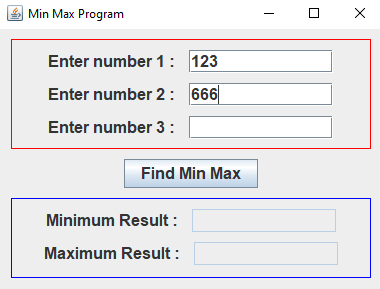 Min Max Program
Enter number 1 : 123
Enter number 2 : 666
Enter number 3 :
Find Min Max
Minimum Result :
Maximum Result :